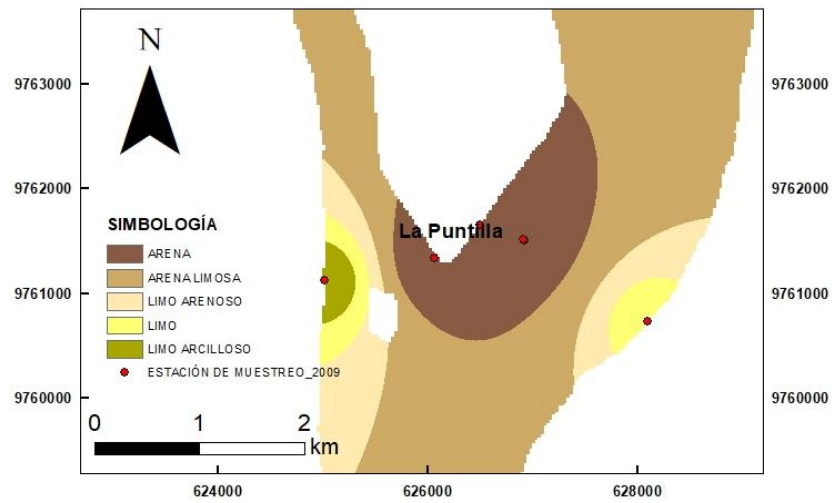 N
9763000
9763000
9762000
9762000
La Puntilla
SIMBOLOGÍA
ARENA
ARENA LIMOSA
LIMO ARENOSO
LIMO
LIMO ARCILLOSO
ESTACIÓN DE MUESTREO_2009
9761000
9761000
9760000
9760000
0 1 2
km
624000 626000 628000